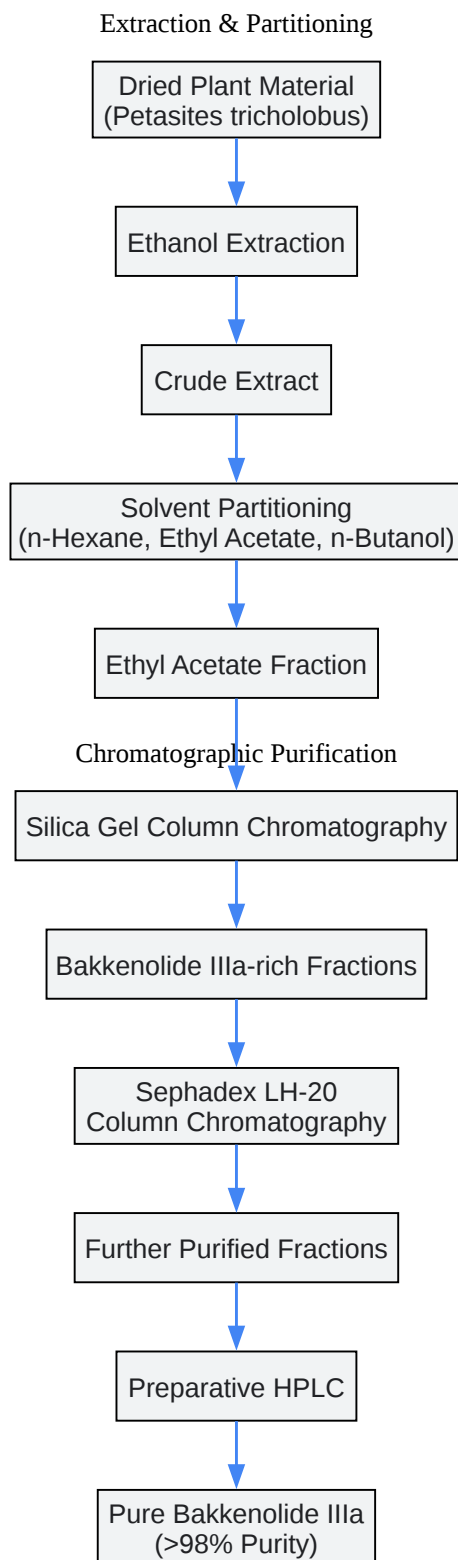 Extraction & Partitioning
Dried Plant Material
(Petasites tricholobus)
Ethanol Extraction
Crude Extract
Solvent Partitioning
(n-Hexane, Ethyl Acetate, n-Butanol)
Ethyl Acetate Fraction
Chromatographic Purification
Silica Gel Column Chromatography
Bakkenolide IIIa-rich Fractions
Sephadex LH-20
Column Chromatography
Further Purified Fractions
Preparative HPLC
Pure Bakkenolide IIIa
(>98% Purity)